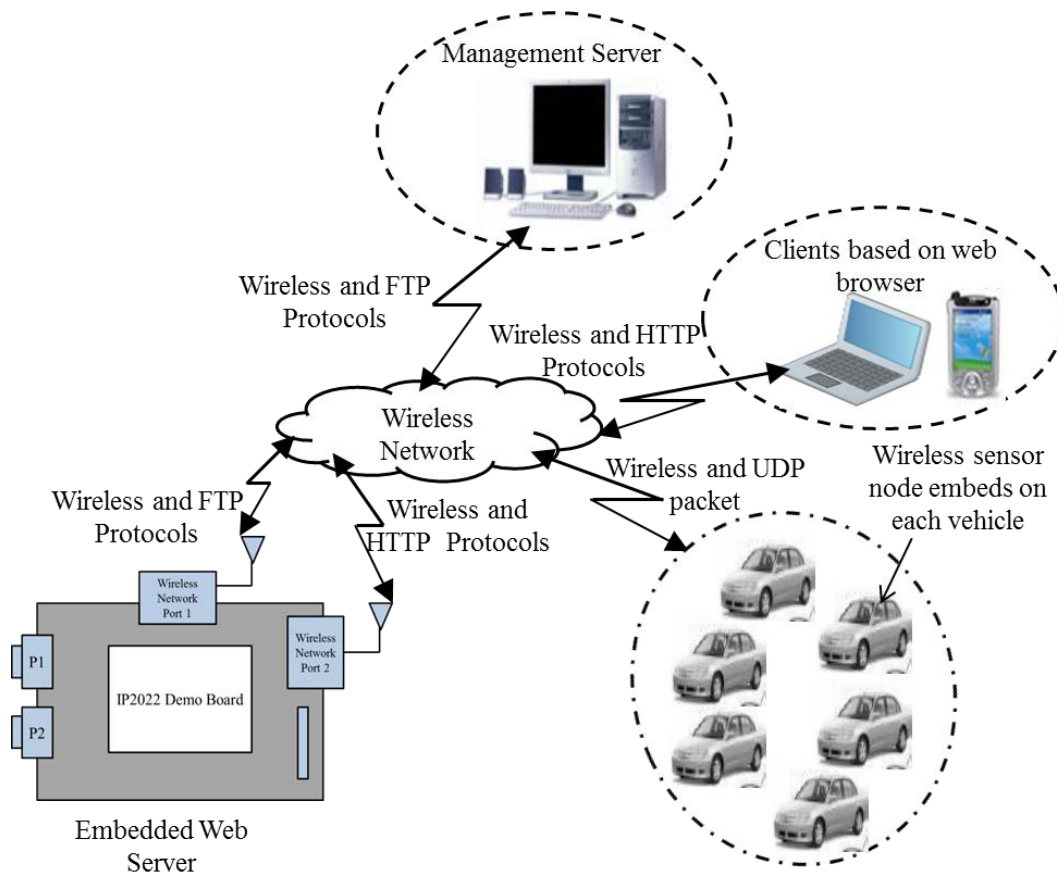 Management Server
Wireless and FTP
Protocols
Clients based on web
browser
Wireless and HTTP
Protocols
Wireless
Network
Wireless and UDP
packet
Wireless sensor
node embeds on
each vehicle
Wireless and FTP
Protocols
Wireless and
HTTP Protocols
Wireless
Network
Port 1
Wireless
Network
Port 2
P1
P2
IP2022 Demo Board
Embedded Web
Server